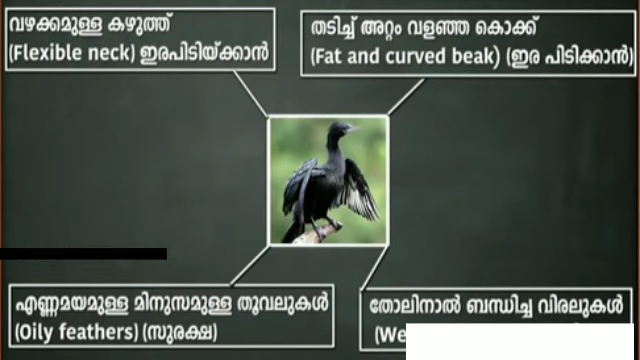 വഴക്കമുള്ള കഴുത്ത്
(Flexible neck) ഇരപിടിയ്ക്കാൻ
തടിച്ച് അറ്റം വളഞ്ഞ കൊക്ക്
(Fat and curved beak) (ഇര പിടിക്കാൻ)
എണ്ണമയമുള്ള മിനുസമുള്ള തൂവലുകൾ
(Oily feathers) (സുരക്ഷ)
തോലിനാൽ ബന്ധിച്ച വിരലുകൾ